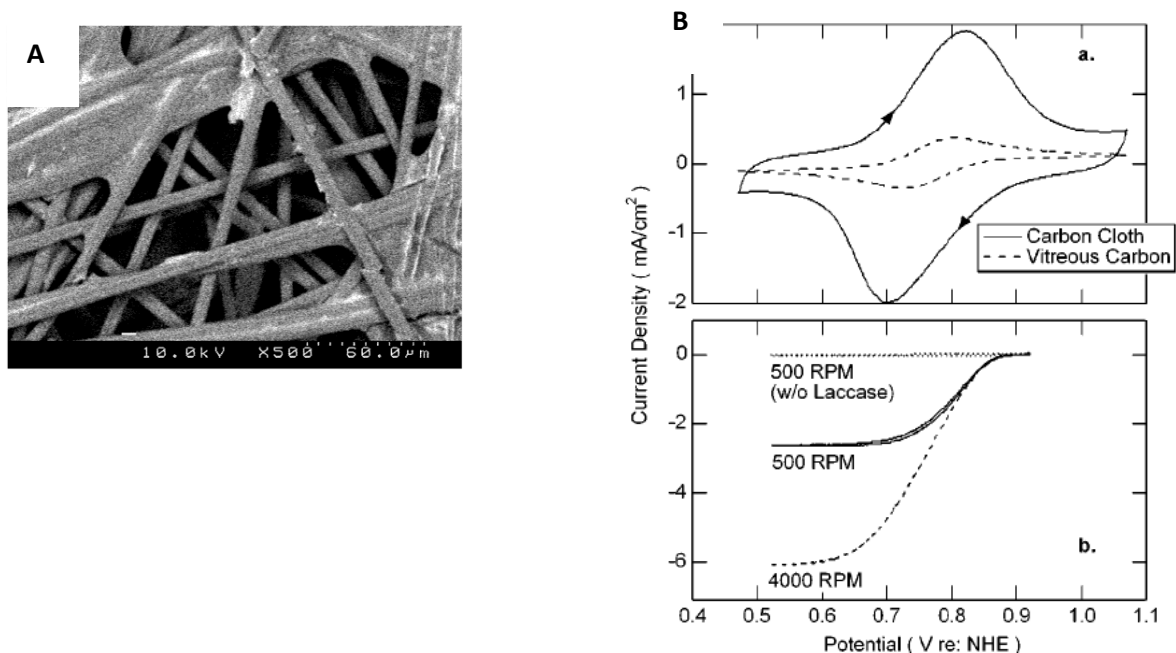 A
10.0kV X500 60.0µm
B
a.
1
0
-1
-2
Carbon Cloth
Vitreous Carbon
Current Density ( mA/cm²)
0
-2
-4
-6
500 RPM
(w/o Laccase)
500 RPM
4000 RPM
b.
0.4 0.5 0.6 0.7 0.8 0.9 1.0 1.1
Potential ( V re: NHE )